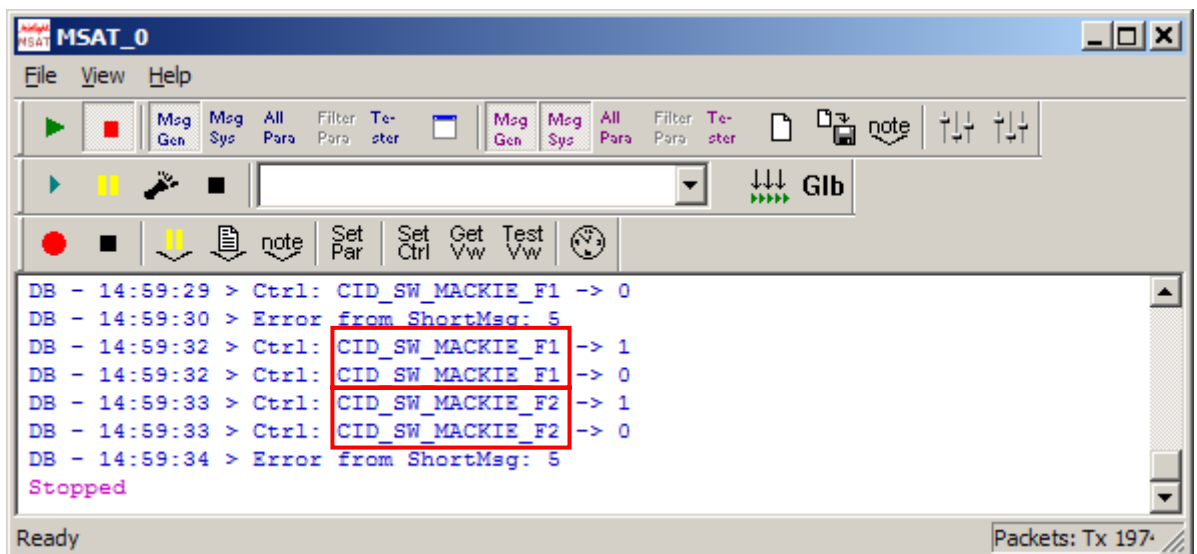 MSAT MSAT_0
File View Help
Msg Gen Msg Sys All Para Filter Para Te-ster Msg Gen Msg Sys All Para Filter Para Te-ster note
Glb
note Set Par Set Ctrl Get Vw Test Vw
DB - 14:59:29 > Ctrl: CID_SW_MACKIE_F1 -> 0
DB - 14:59:30 > Error from ShortMsg: 5
DB - 14:59:32 > Ctrl: CID_SW_MACKIE_F1 -> 1
DB - 14:59:32 > Ctrl: CID_SW_MACKIE_F1 -> 0
DB - 14:59:33 > Ctrl: CID_SW_MACKIE_F2 -> 1
DB - 14:59:33 > Ctrl: CID_SW_MACKIE_F2 -> 0
DB - 14:59:34 > Error from ShortMsg: 5
Stopped
Ready Packets: Tx 197